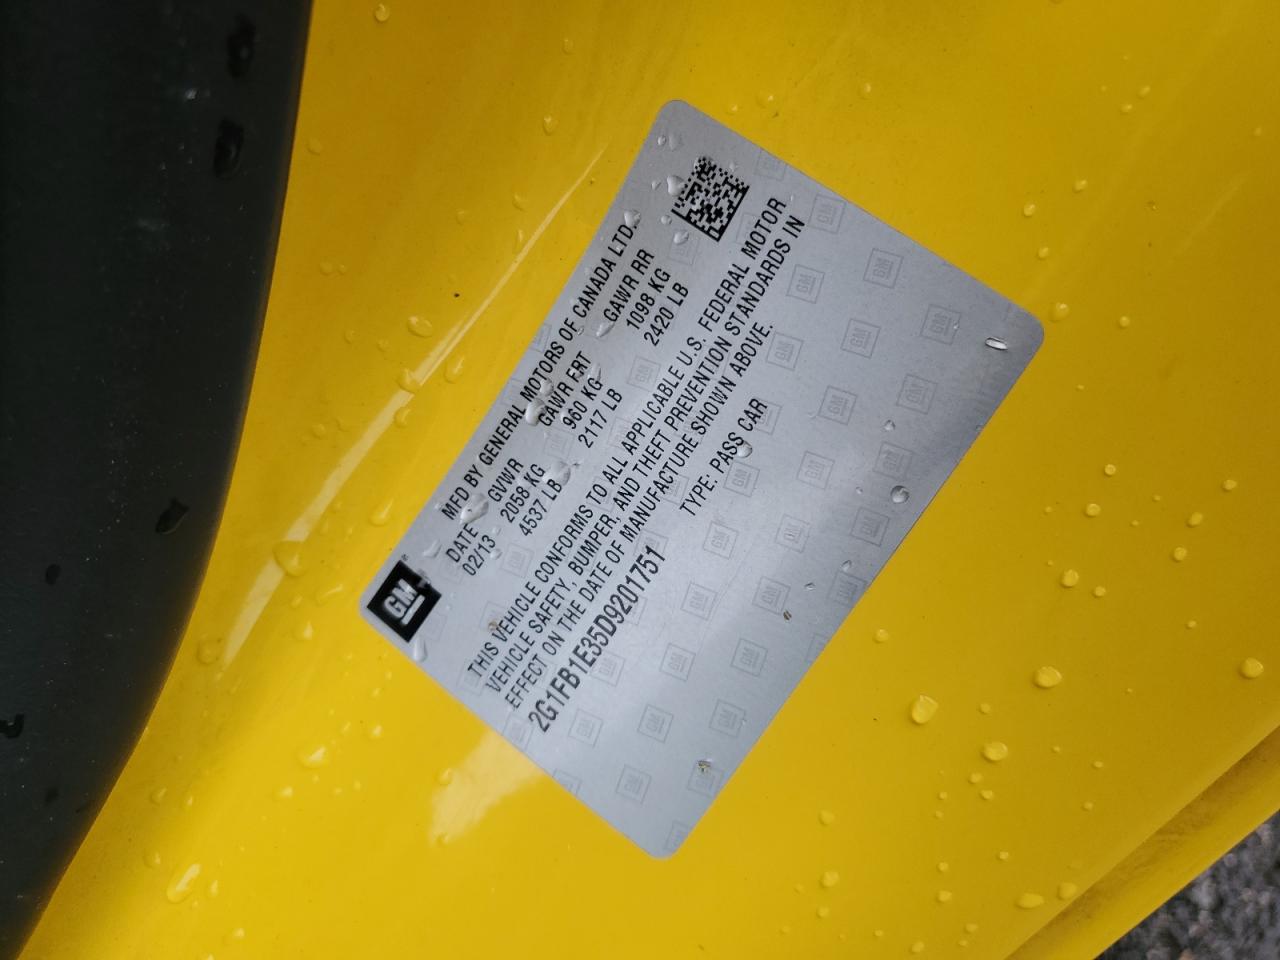 GM
MFD BY GENERAL MOTORS OF CANADA LTD.
DATE GVWR GAWR FRT GAWR RR
02/13 2058 KG 960 KG 1098 KG
4537 LB 2117 LB 2420 LB
THIS VEHICLE CONFORMS TO ALL APPLICABLE U.S. FEDERAL MOTOR
VEHICLE SAFETY, BUMPER, AND THEFT PREVENTION STANDARDS IN
EFFECT ON THE DATE OF MANUFACTURE SHOWN ABOVE.
2G1FB1E35D9201751 TYPE: PASS CAR